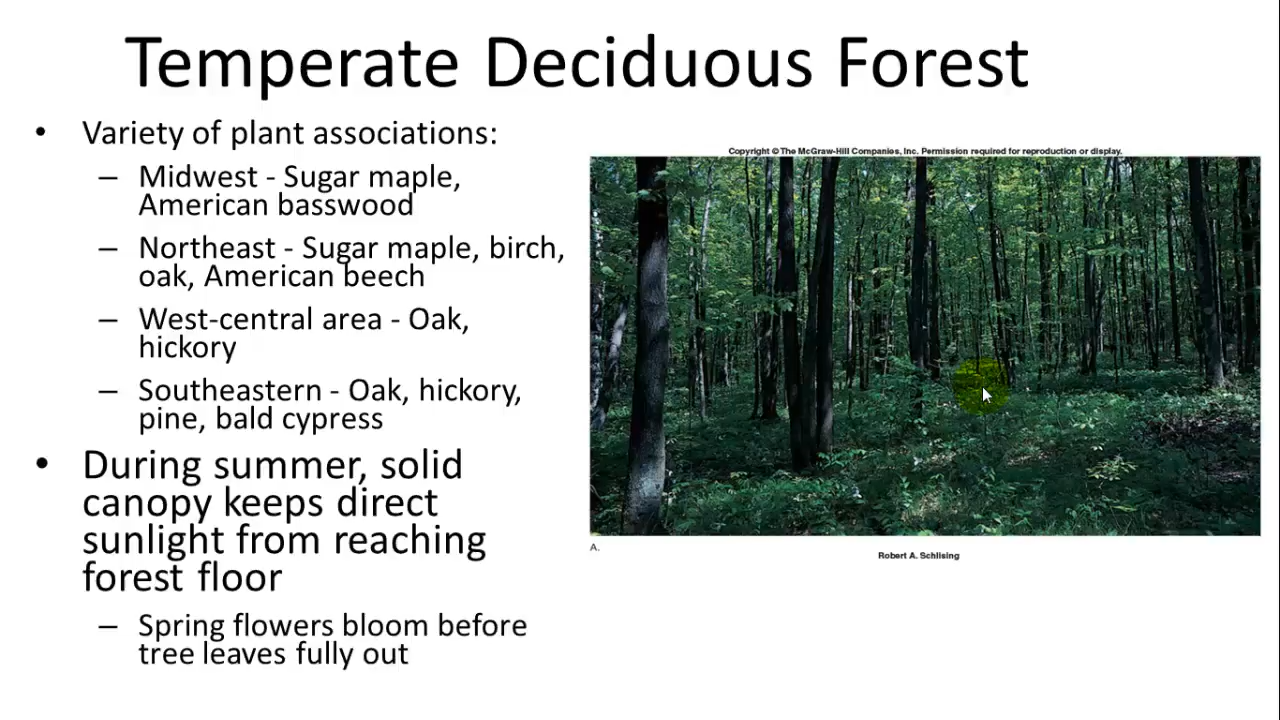 Temperate Deciduous Forest
• Variety of plant associations:
– Midwest - Sugar maple,
American basswood
– Northeast - Sugar maple, birch,
oak, American beech
– West-central area - Oak,
hickory
– Southeastern - Oak, hickory,
pine, bald cypress
• During summer, solid
canopy keeps direct
sunlight from reaching
forest floor
– Spring flowers bloom before
tree leaves fully out
Copyright © The McGraw-Hill Companies, Inc. Permission required for reproduction or display.
A.
Robert A. Schlising